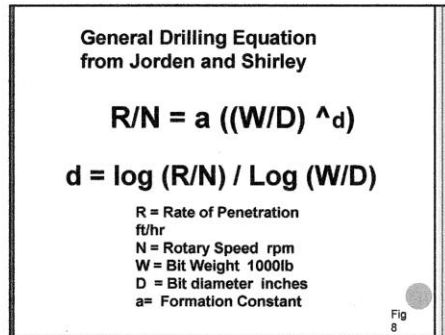 General Drilling Equation
from Jorden and Shirley
R/N = a ((W/D) ^d)
d = log (R/N) / Log (W/D)
R = Rate of Penetration
ft/hr
N = Rotary Speed rpm
W = Bit Weight 1000lb
D = Bit diameter inches
a= Formation Constant
Fig
8